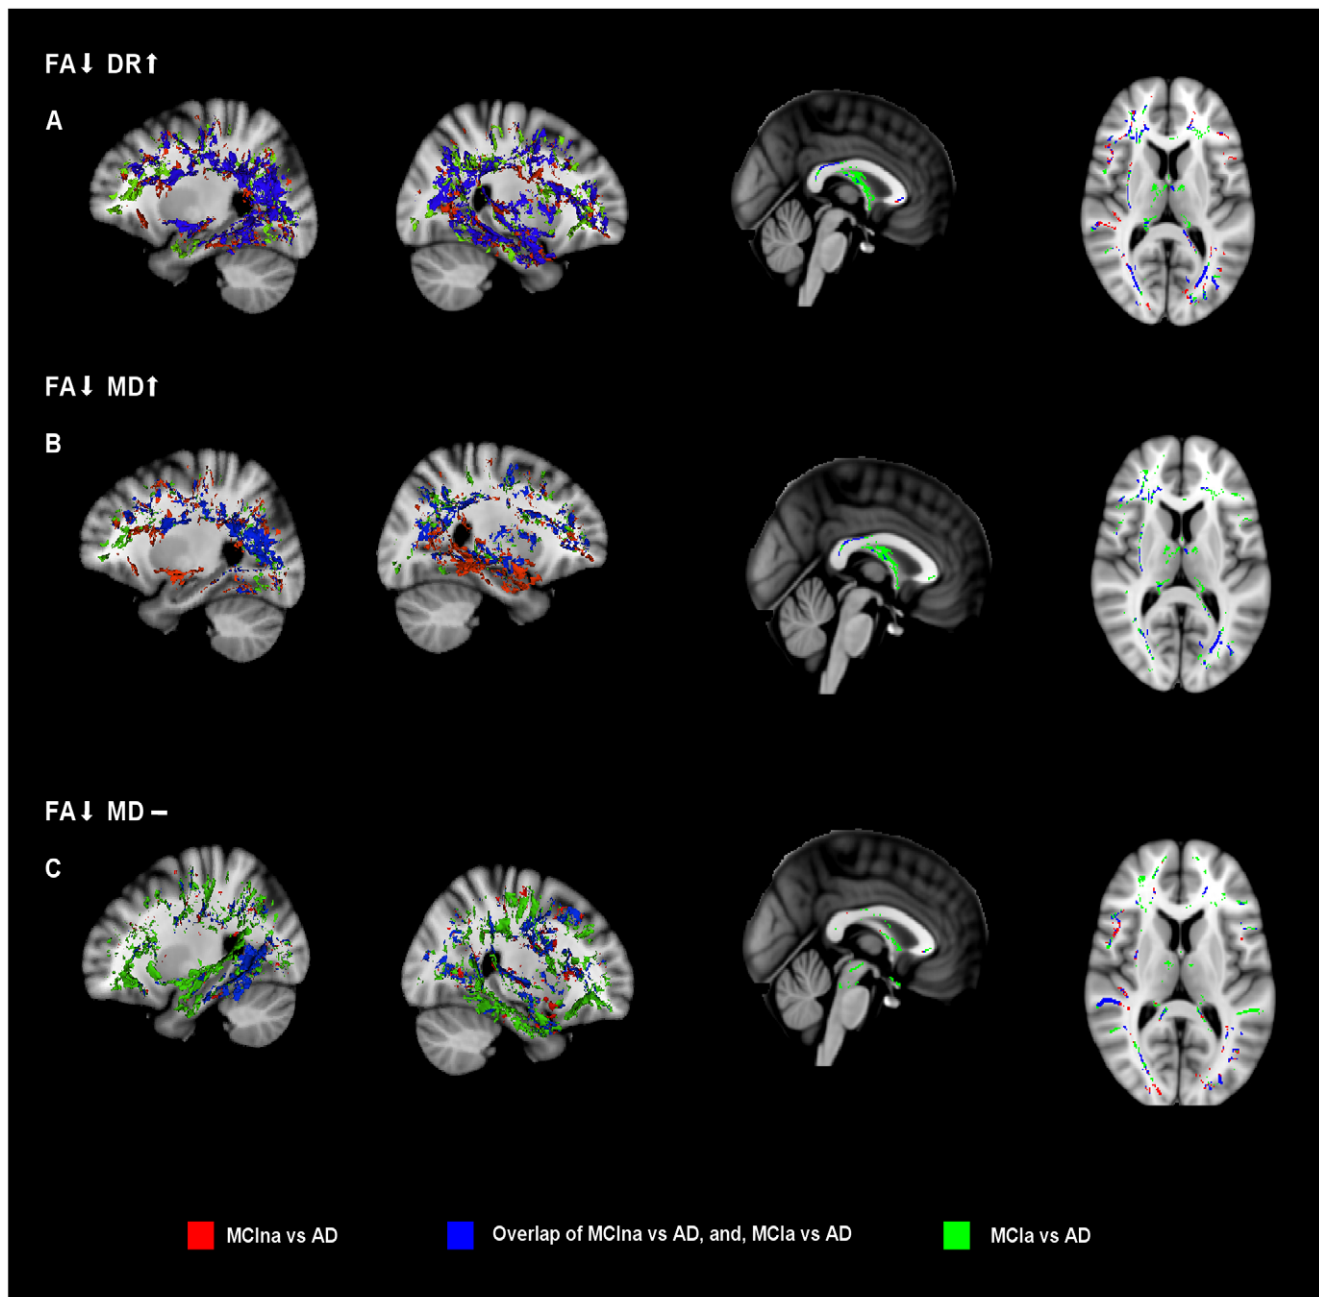 FA⬇ DR⬆
A
FA⬇ MD⬆
B
FA⬇ MD –
C
MCIna vs AD
Overlap of MCIna vs AD, and, MCIa vs AD
MCIa vs AD